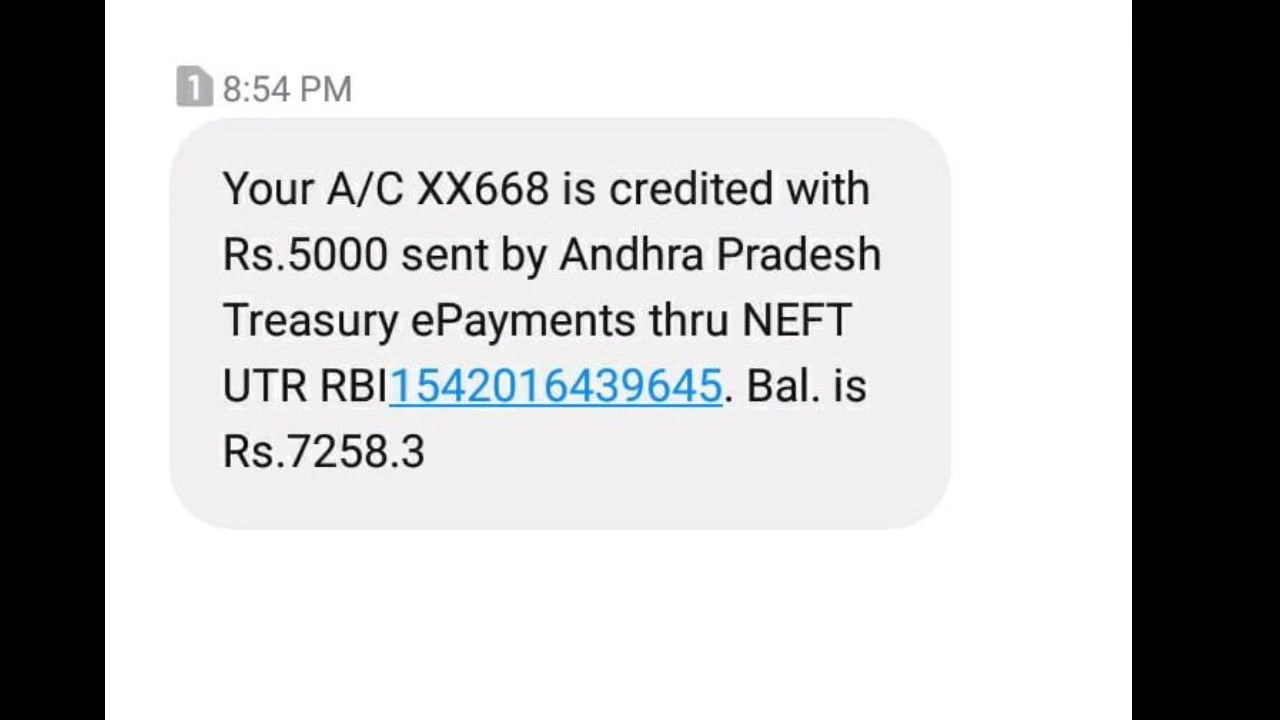 1 8:54 PM
Your A/C XX668 is credited with
Rs.5000 sent by Andhra Pradesh
Treasury ePayments thru NEFT
UTR RBI1542016439645. Bal. is
Rs.7258.3